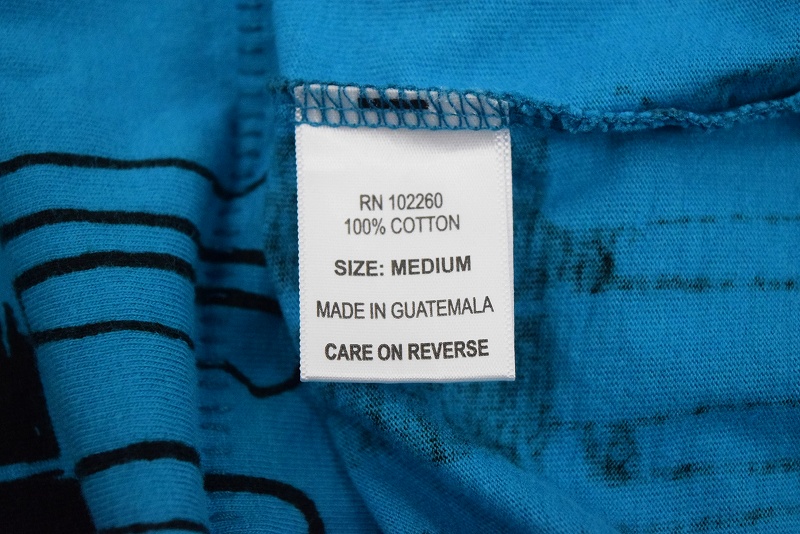 RN 102260
100% COTTON
SIZE: MEDIUM
MADE IN GUATEMALA
CARE ON REVERSE